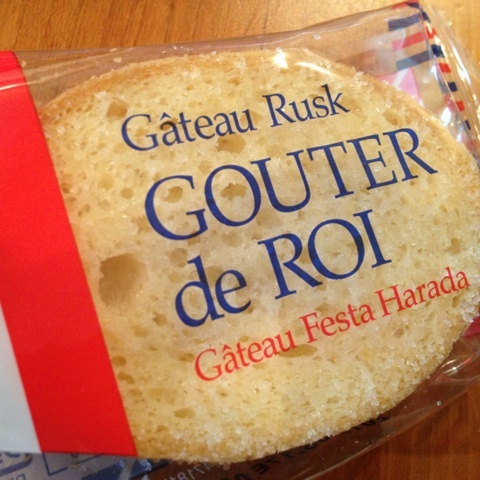 Gâteau Rusk
GOUTER
de ROI
Gâteau Festa Harada